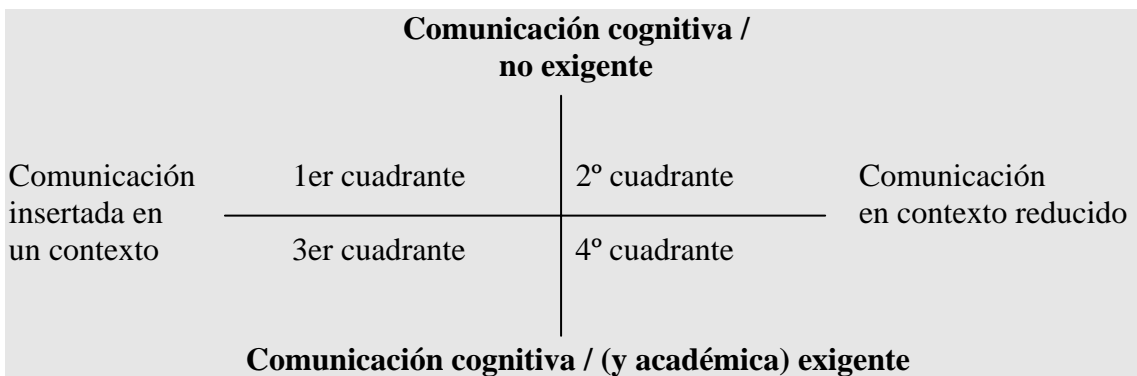 Comunicación cognitiva /
no exigente
Comunicación
insertada en
un contexto
1er cuadrante
2º cuadrante
3er cuadrante
4º cuadrante
Comunicación
en contexto reducido
Comunicación cognitiva / (y académica) exigente